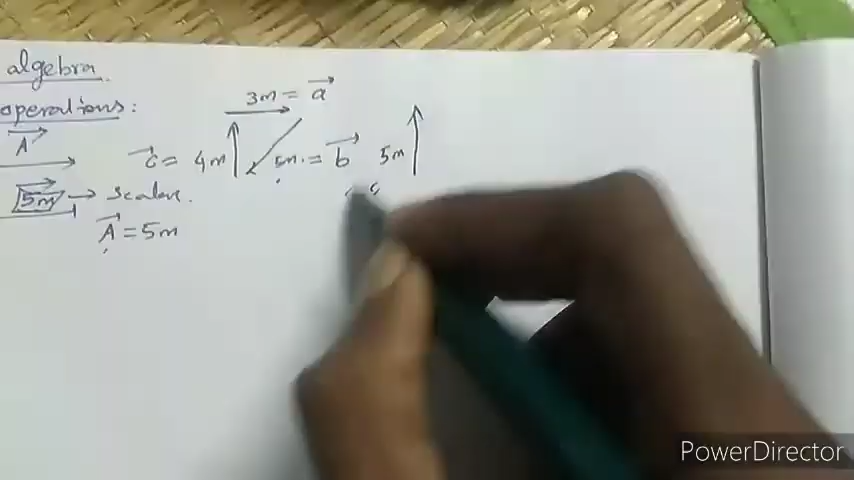 algebra.
operations:
3m = a
A
c = 4m
5m. = b
5m
5m → Scalar.
A = 5m
PowerDirector